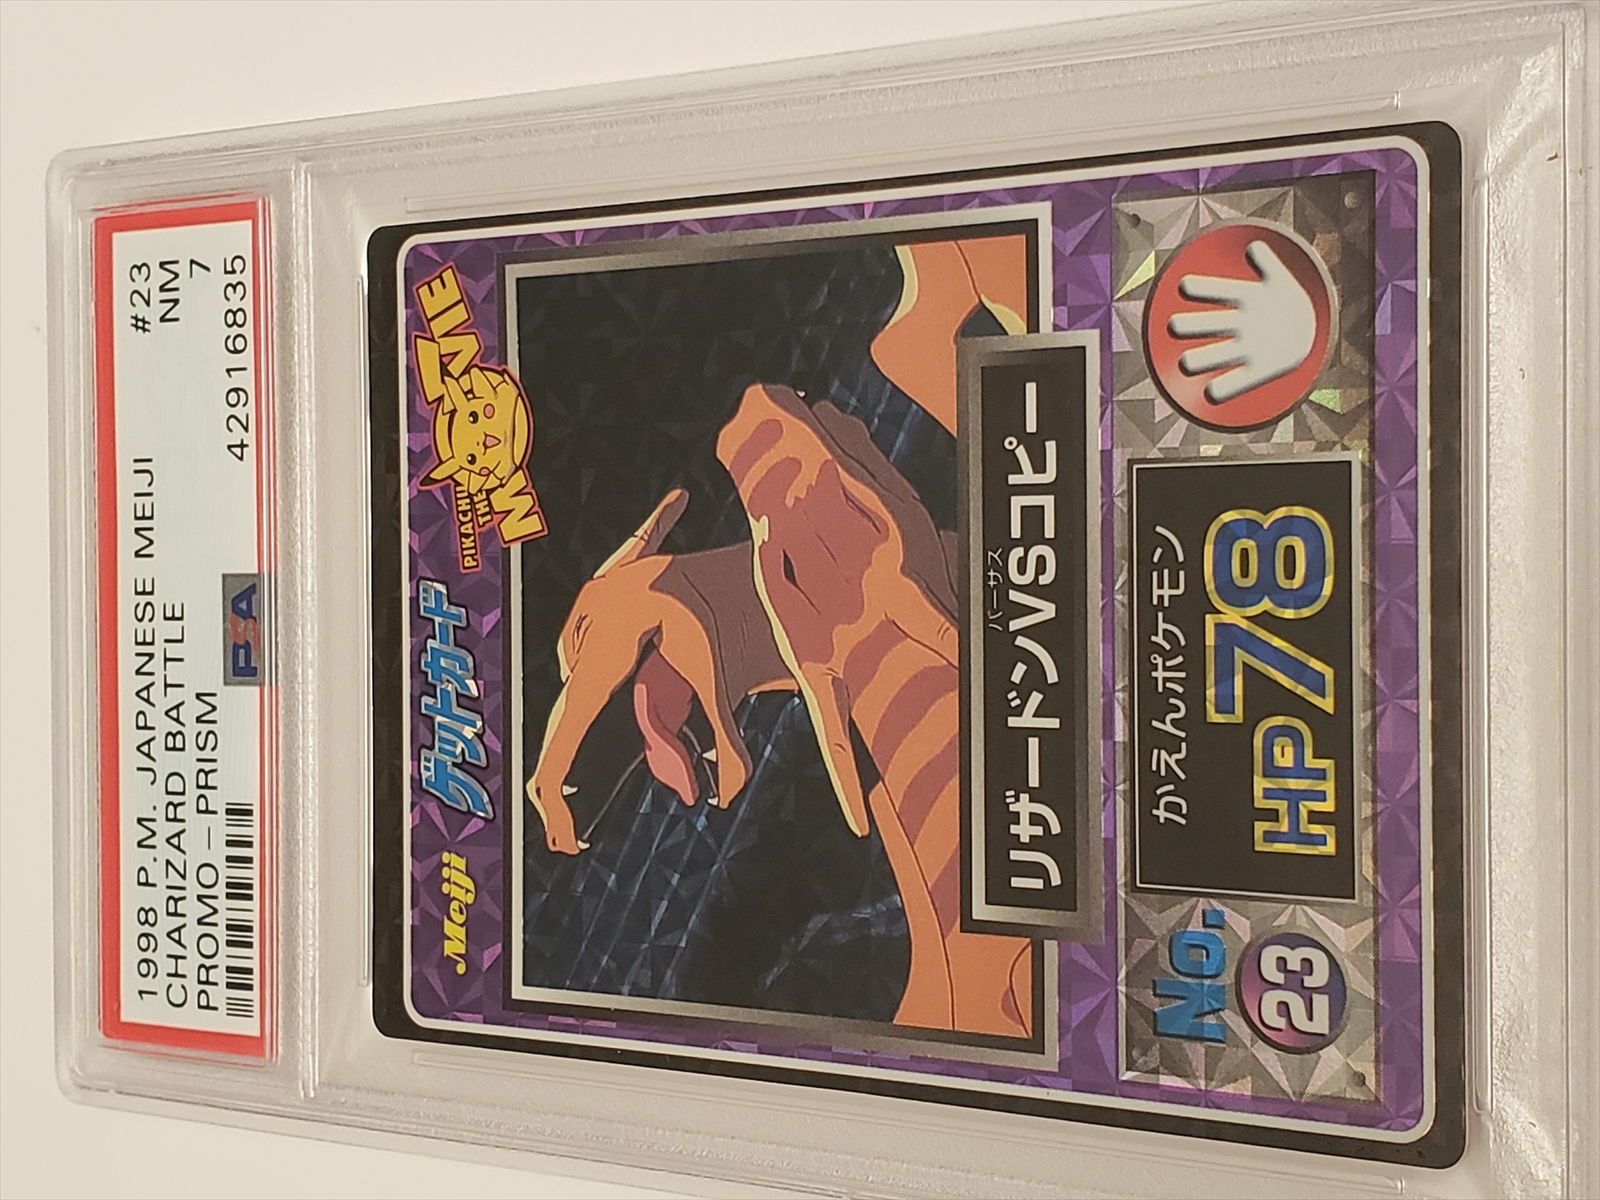 1998 P.M. JAPANESE MEIJI #23
CHARIZARD BATTLE NM
PROMO - PRISM 7
PSA 42916835
Meiji ゲットカード PIKACHU THE MOVIE
バーサス
リザードンVSコピー
No. 23
かえんポケモン
HP78